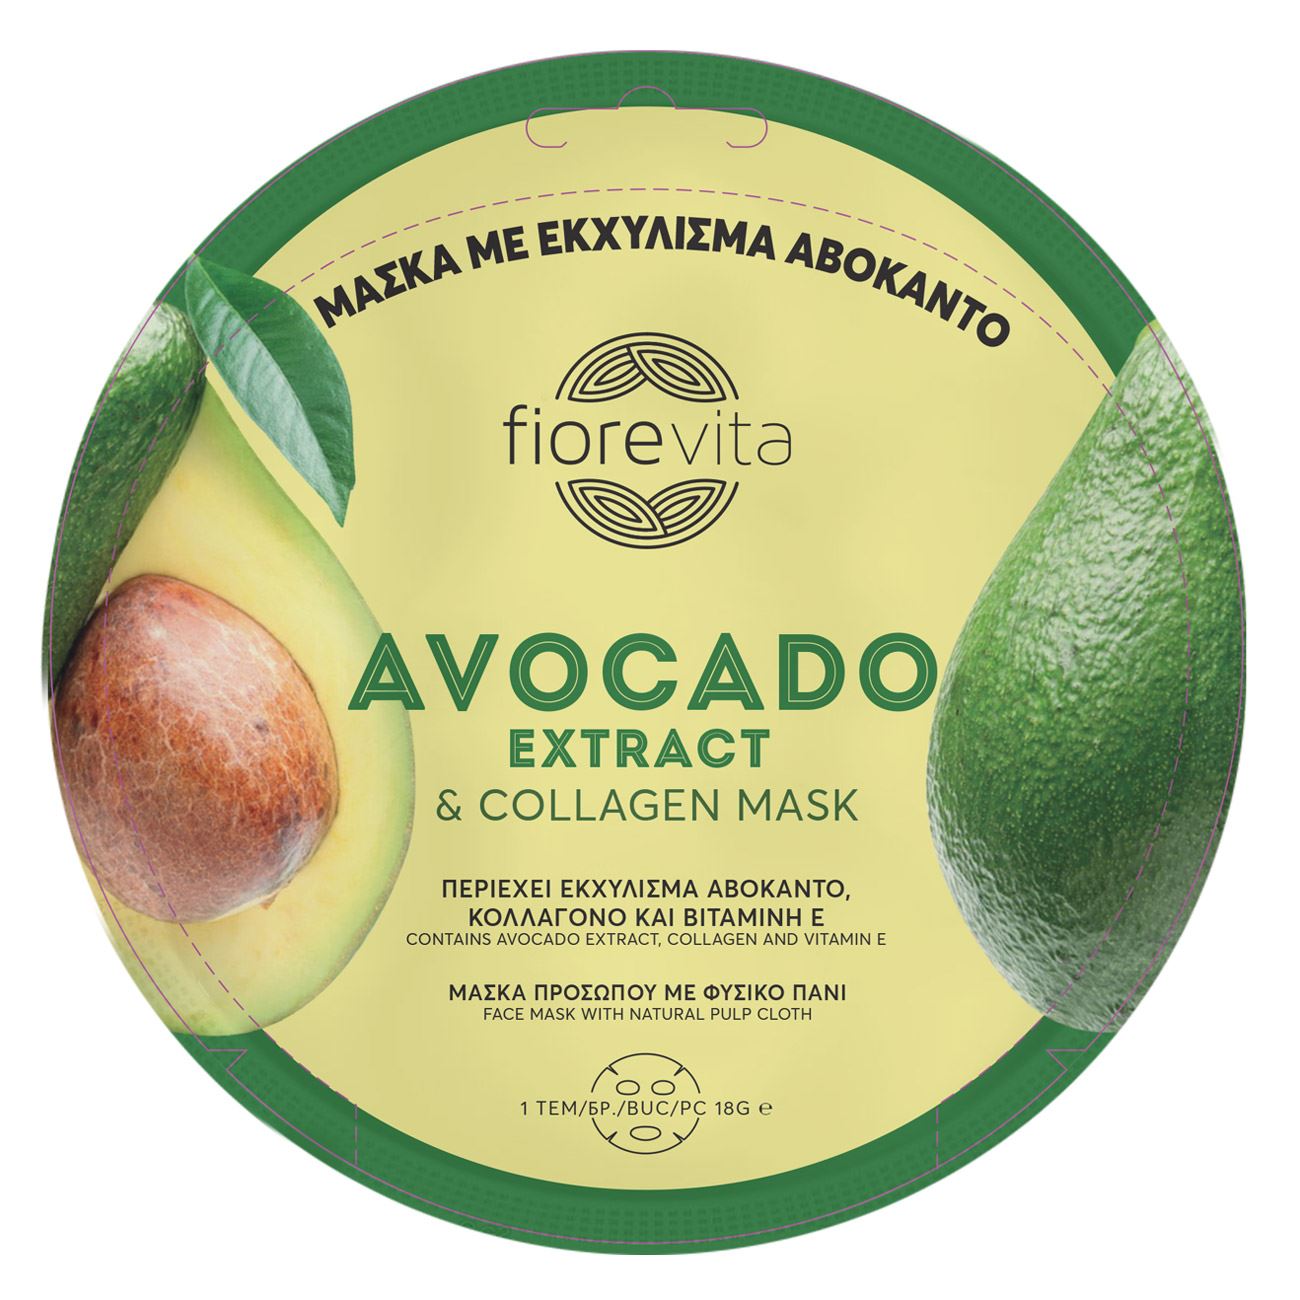 ΜΑΣΚΑ ΜΕ ΕΚΧΥΛΙΣΜΑ ΑΒΟΚΑΝΤΟ
fiorevita
AVOCADO
EXTRACT
& COLLAGEN MASK
ΠΕΡΙΕΧΕΙ ΕΚΧΥΛΙΣΜΑ ΑΒΟΚΑΝΤΟ,
ΚΟΛΛΑΓΟΝΟ ΚΑΙ ΒΙΤΑΜΙΝΗ Ε
CONTAINS AVOCADO EXTRACT, COLLAGEN AND VITAMIN E
ΜΑΣΚΑ ΠΡΟΣΩΠΟΥ ΜΕ ΦΥΣΙΚΟ ΠΑΝΙ
FACE MASK WITH NATURAL PULP CLOTH
1 ΤΕΜ/БР./BUC/PC 18G ℮